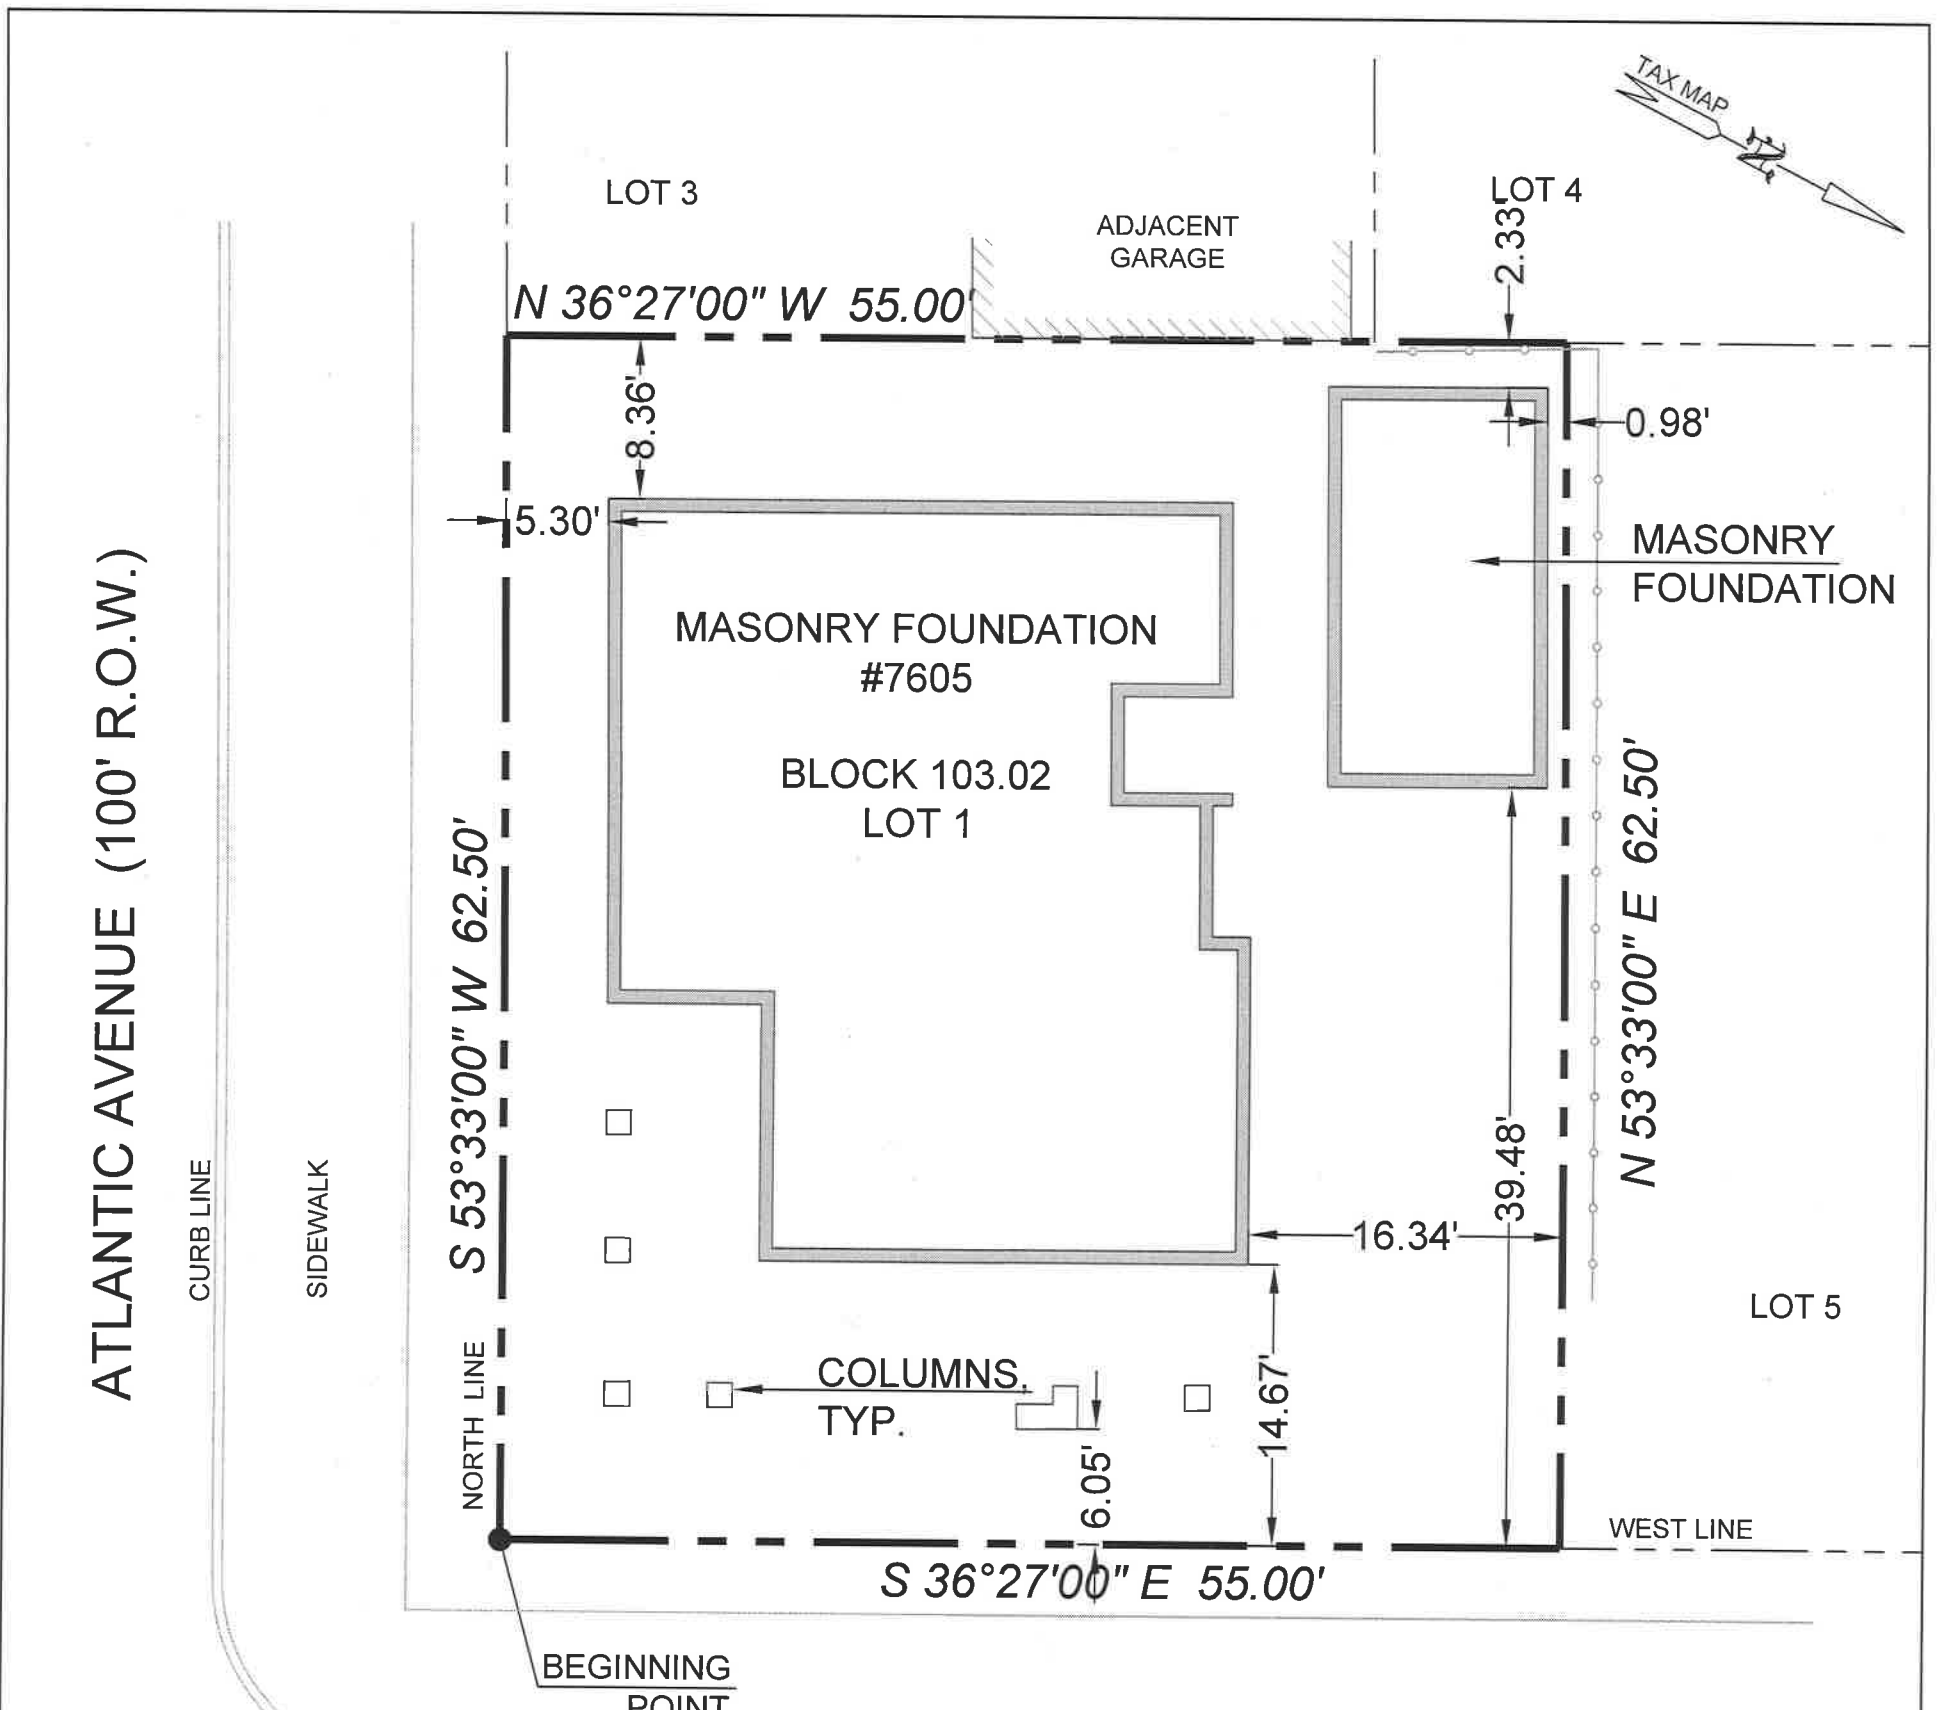 TAX MAP
N
LOT 3
LOT 4
ADJACENT
GARAGE
2.33'
N 36°27'00" W 55.00'
8.36'
0.98'
5.30'
MASONRY
FOUNDATION
MASONRY FOUNDATION
#7605
BLOCK 103.02
LOT 1
ATLANTIC AVENUE (100' R.O.W.)
S 53°33'00" W 62.50'
N 53°33'00" E 62.50'
CURB LINE
SIDEWALK
39.48'
16.34'
LOT 5
NORTH LINE
COLUMNS,
TYP.
14.67'
6.05'
WEST LINE
S 36°27'00" E 55.00'
BEGINNING
POINT